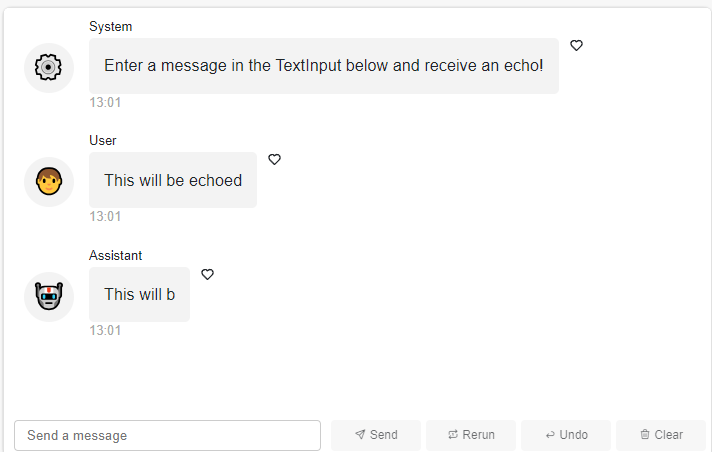 System
Enter a message in the TextInput below and receive an echo!
13:01
User
This will be echoed
13:01
Assistant
This will b
13:01
Send a message
Send
Rerun
Undo
Clear